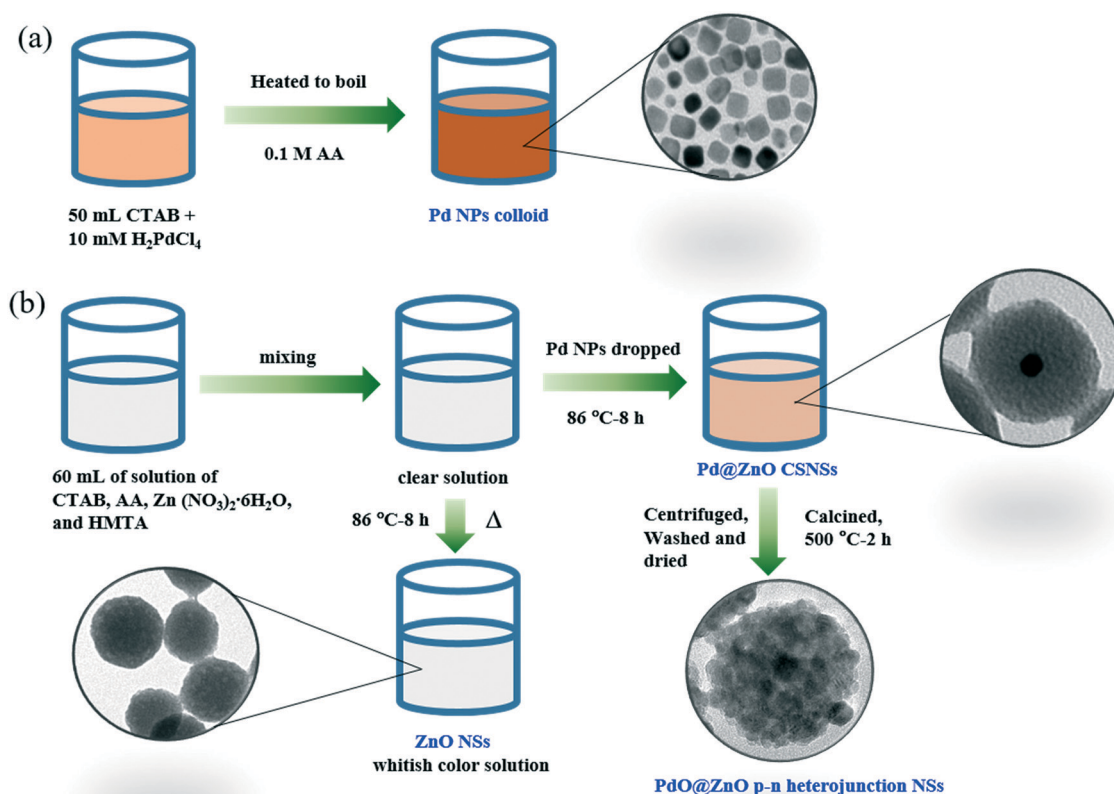 (a)
Heated to boil
0.1 M AA
50 mL CTAB +
10 mM H₂PdCl₄
Pd NPs colloid
(b)
mixing
Pd NPs dropped
86 °C-8 h
60 mL of solution of
CTAB, AA, Zn (NO₃)₂·6H₂O,
and HMTA
clear solution
Pd@ZnO CSNSs
86 °C-8 h
Δ
Centrifuged,
Washed and
dried
Calcined,
500 °C-2 h
ZnO NSs
whitish color solution
PdO@ZnO p-n heterojunction NSs